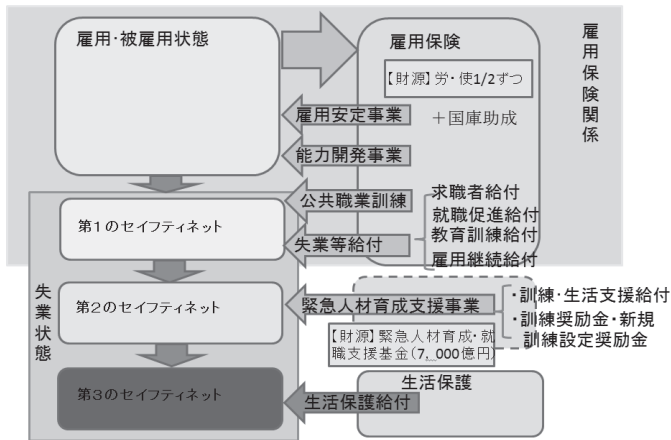 雇用・被雇用状態
雇用保険
雇用保険関係
【財源】労・使1/2ずつ
雇用安定事業
＋国庫助成
能力開発事業
公共職業訓練
求職者給付
就職促進給付
第1のセイフティネット
教育訓練給付
失業等給付
雇用継続給付
失業状態
第2のセイフティネット
緊急人材育成支援事業
・訓練・生活支援給付
・訓練奨励金・新規
訓練設定奨励金
【財源】緊急人材育成・就
職支援基金（7,000億円）
第3のセイフティネット
生活保護
生活保護給付